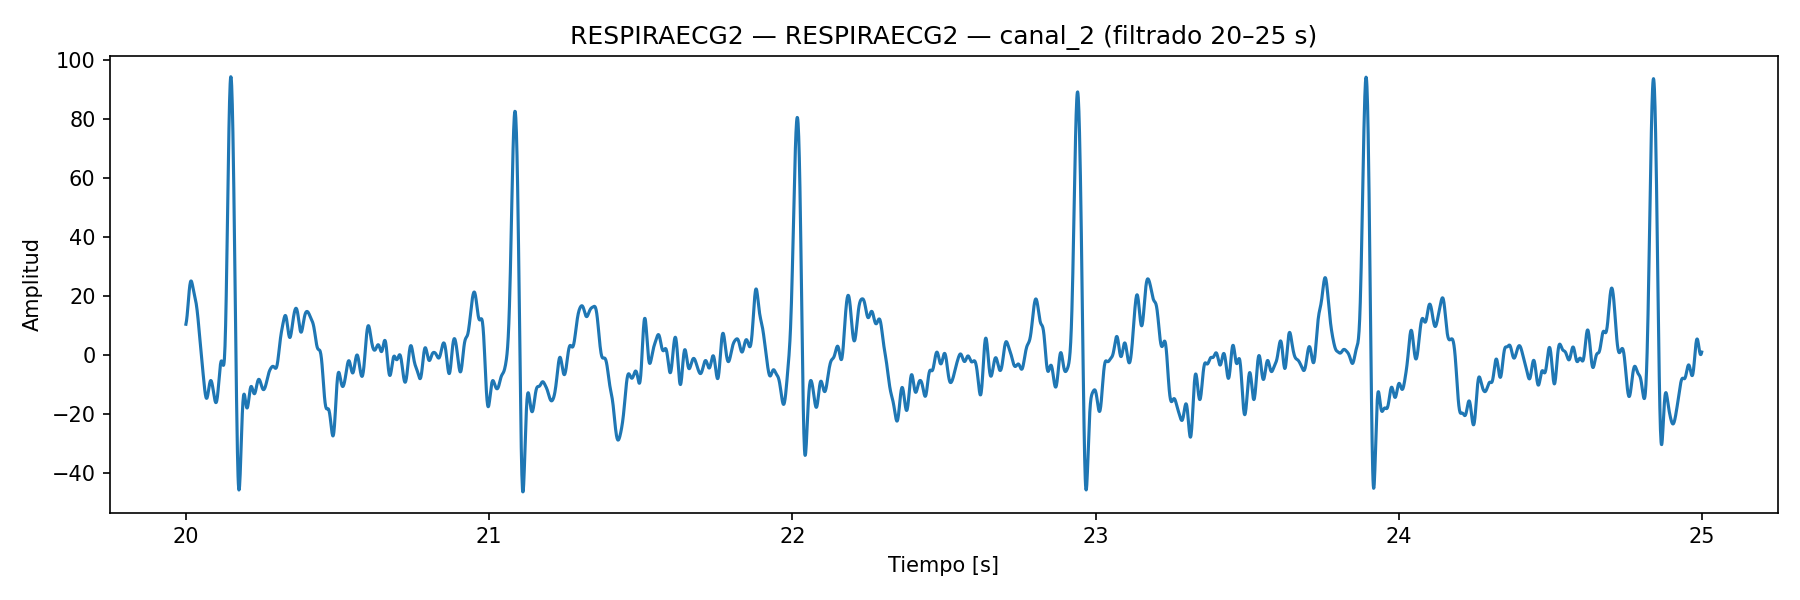 RESPIRAECG2 — RESPIRAECG2 — canal_2 (filtrado 20–25 s)
Amplitud
100
80
60
40
20
0
−20
−40
20 21 22 23 24 25
Tiempo [s]